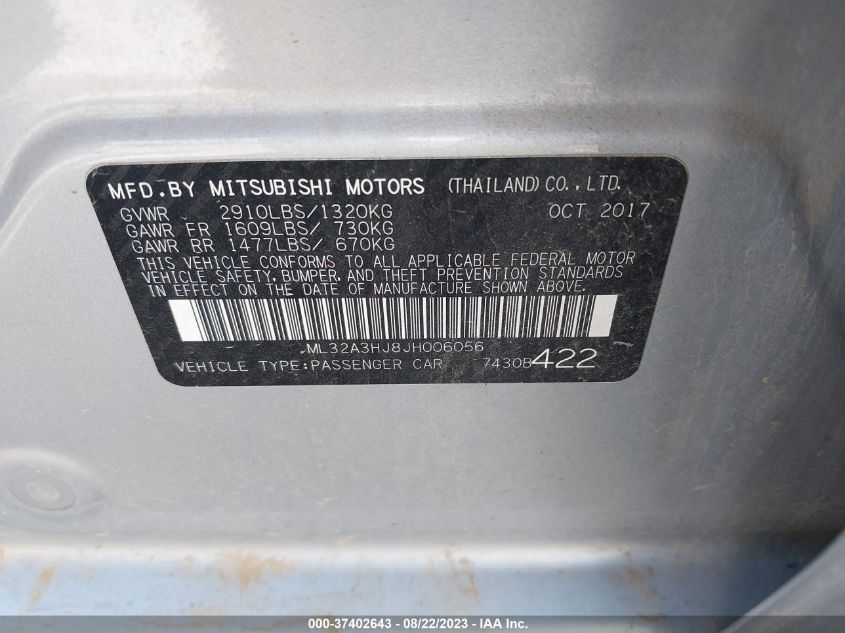 MFD.BY MITSUBISHI MOTORS (THAILAND) CO., LTD.
GVWR 2910LBS/1320KG OCT 2017
GAWR FR 1609LBS/ 730KG
GAWR RR 1477LBS/ 670KG
THIS VEHICLE CONFORMS TO ALL APPLICABLE FEDERAL MOTOR
VEHICLE SAFETY, BUMPER, AND THEFT PREVENTION STANDARDS
IN EFFECT ON THE DATE OF MANUFACTURE SHOWN ABOVE.
ML32A3HJ8JH006056
VEHICLE TYPE:PASSENGER CAR 7430B422
000-37402643 - 08/22/2023 - IAA Inc.